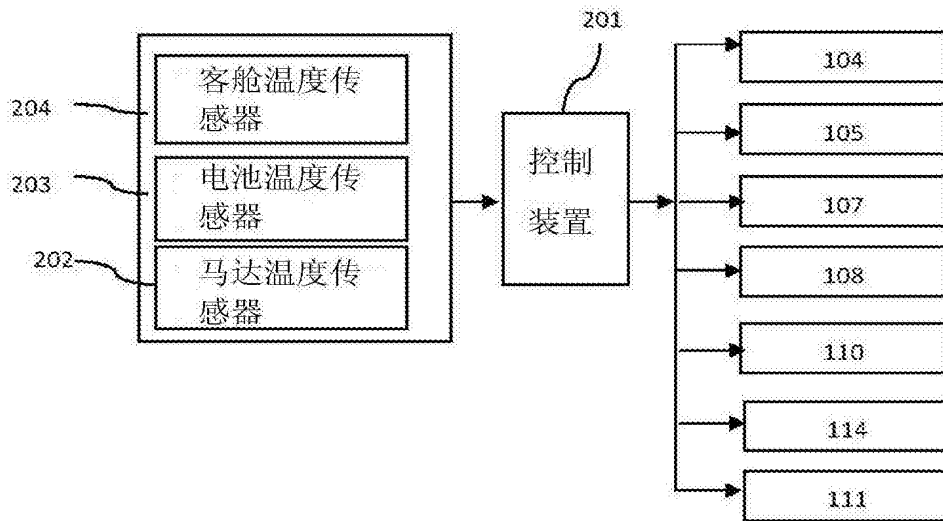 204
客舱温度传
感器
203
电池温度传
感器
202
马达温度传
感器
201
控制
装置
104
105
107
108
110
114
111